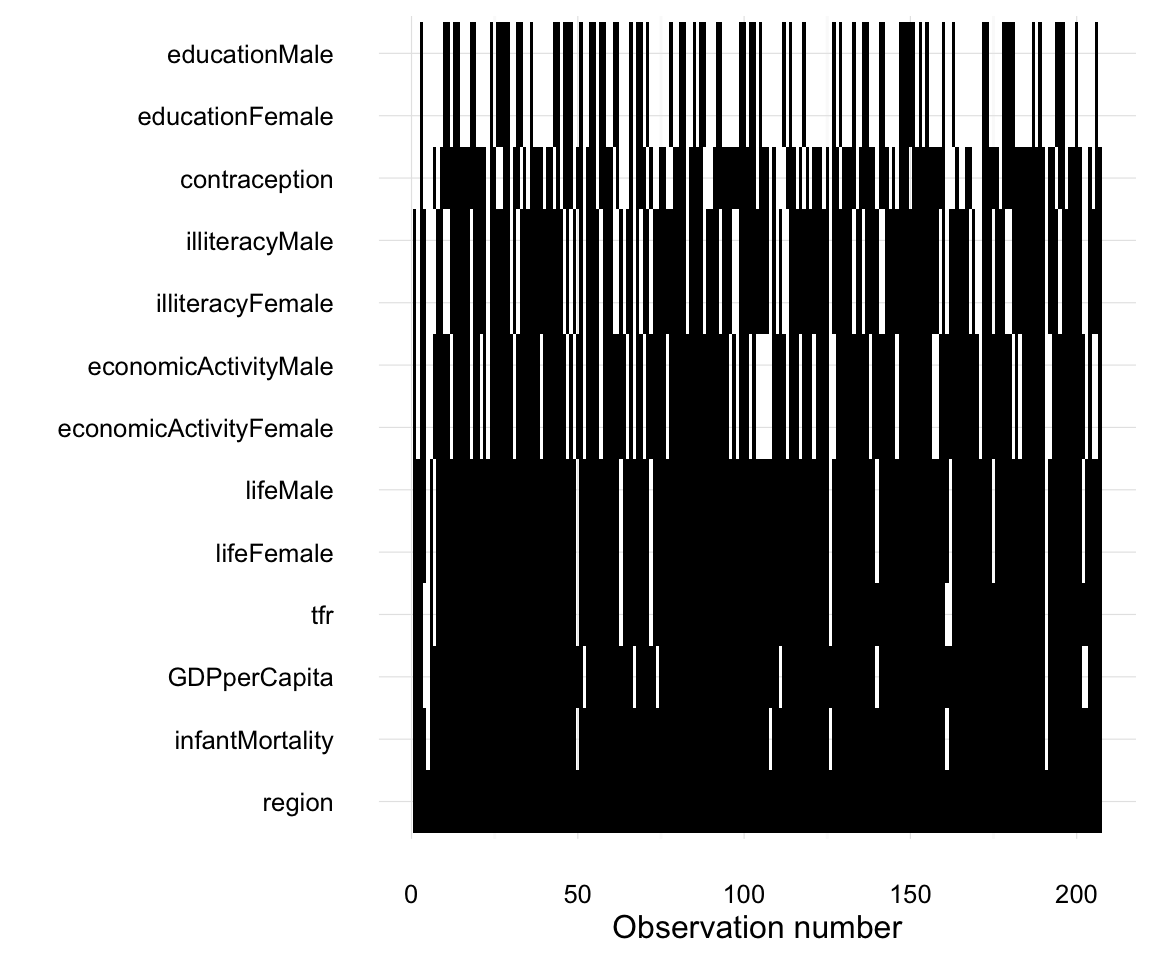 educationMale
educationFemale
contraception
illiteracyMale
illiteracyFemale
economicActivityMale
economicActivityFemale
lifeMale
lifeFemale
tfr
GDPperCapita
infantMortality
region
0 50 100 150 200
Observation number